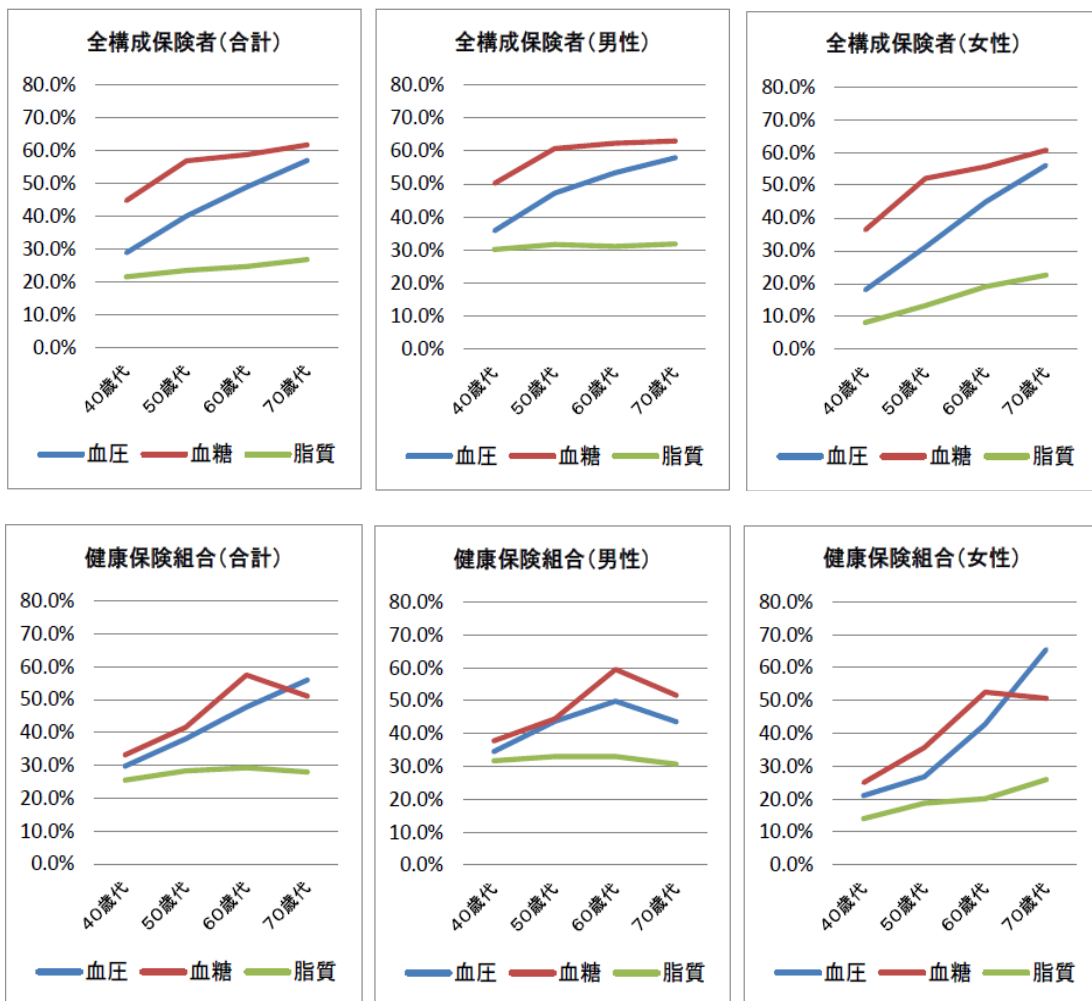 全構成保険者(合計)
80.0%
70.0%
60.0%
50.0%
40.0%
30.0%
20.0%
10.0%
0.0%
40歳代
50歳代
60歳代
70歳代
血圧 血糖 脂質
全構成保険者(男性)
80.0%
70.0%
60.0%
50.0%
40.0%
30.0%
20.0%
10.0%
0.0%
40歳代
50歳代
60歳代
70歳代
血圧 血糖 脂質
全構成保険者(女性)
80.0%
70.0%
60.0%
50.0%
40.0%
30.0%
20.0%
10.0%
0.0%
40歳代
50歳代
60歳代
70歳代
血圧 血糖 脂質
健康保険組合(合計)
80.0%
70.0%
60.0%
50.0%
40.0%
30.0%
20.0%
10.0%
0.0%
40歳代
50歳代
60歳代
70歳代
血圧 血糖 脂質
健康保険組合(男性)
80.0%
70.0%
60.0%
50.0%
40.0%
30.0%
20.0%
10.0%
0.0%
40歳代
50歳代
60歳代
70歳代
血圧 血糖 脂質
健康保険組合(女性)
80.0%
70.0%
60.0%
50.0%
40.0%
30.0%
20.0%
10.0%
0.0%
40歳代
50歳代
60歳代
70歳代
血圧 血糖 脂質